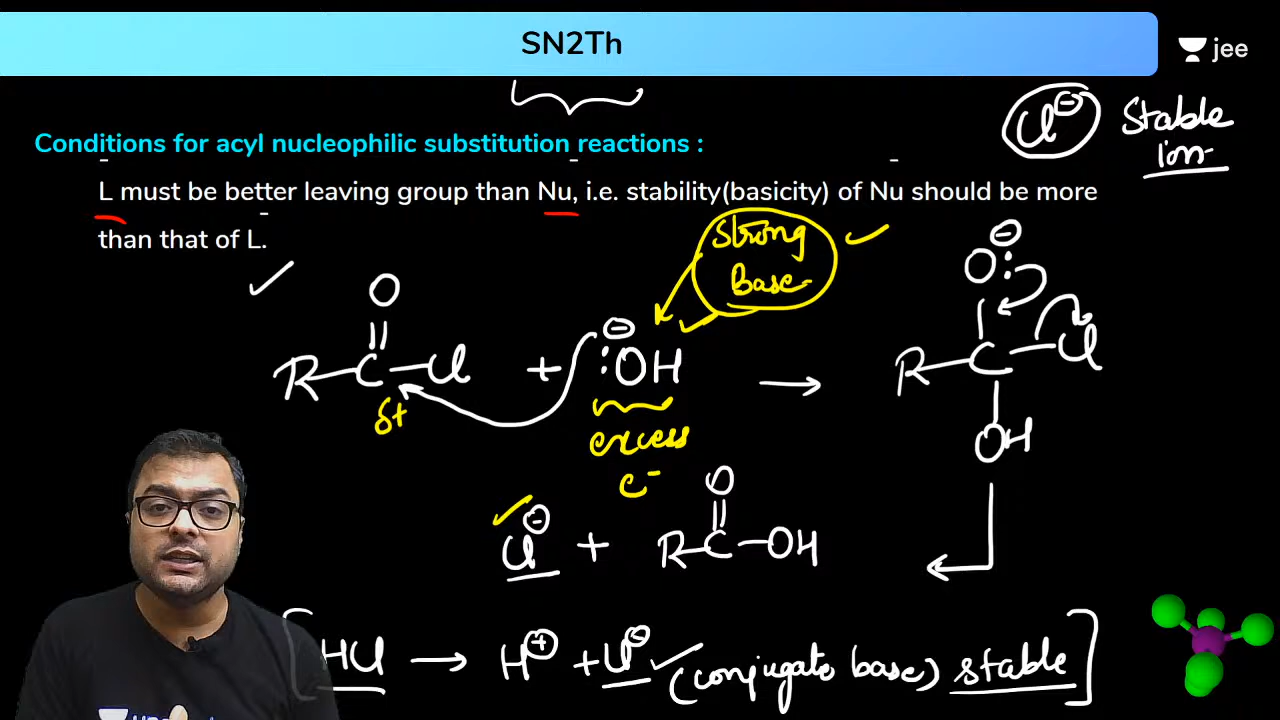 SN2Th
jee
Cl⊖ Stable
Ion
Conditions for acyl nucleophilic substitution reactions :
L̄ must be better leaving group than N̄u, i.e. stability(basicity) of N̄u should be more
than that of L̄.
Strong
Base
O
R-C-Cl + ⊖:OH →
δ+
excess
e⁻
O⊖:
R-C-Cl
OH
O
Cl⊖ + R-C-OH
[HCl → H⊕ + Cl⊖ (conjugate base) stable]